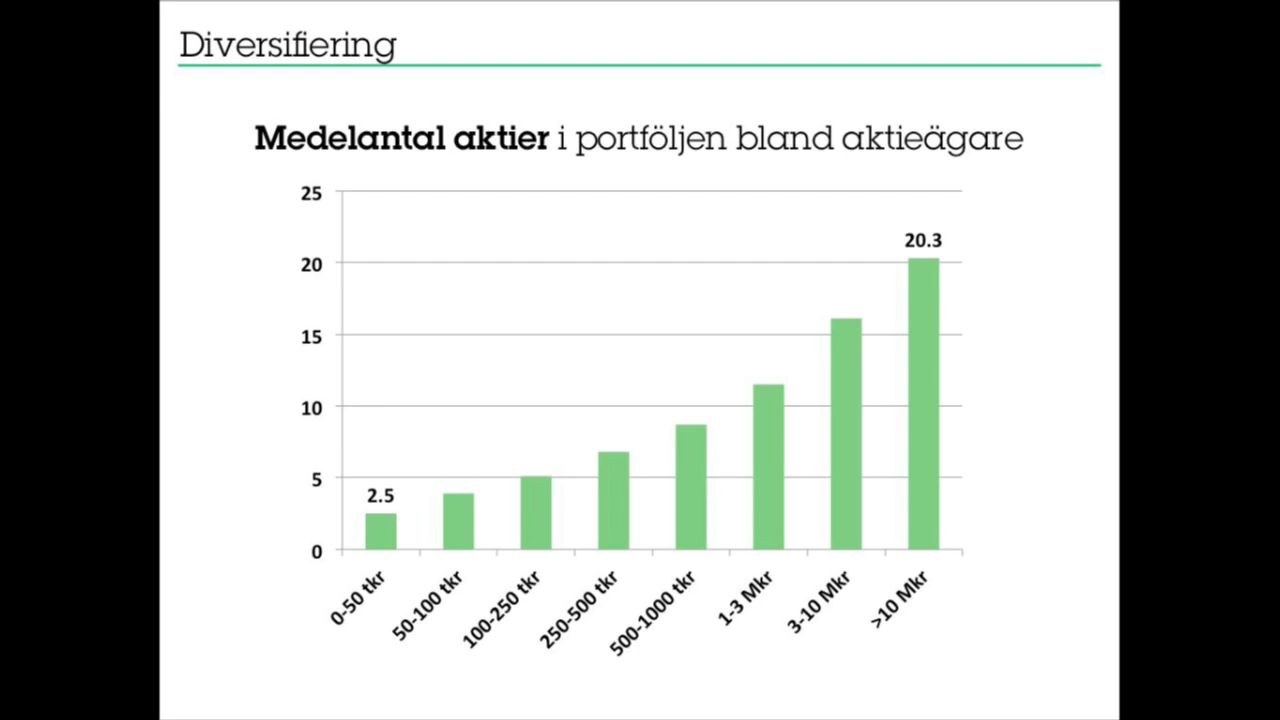 Diversifiering
Medelantal aktier i portföljen bland aktieägare
25
20
15
10
5
0
2.5
20.3
0-50 tkr
50-100 tkr
100-250 tkr
250-500 tkr
500-1000 tkr
1-3 Mkr
3-10 Mkr
>10 Mkr